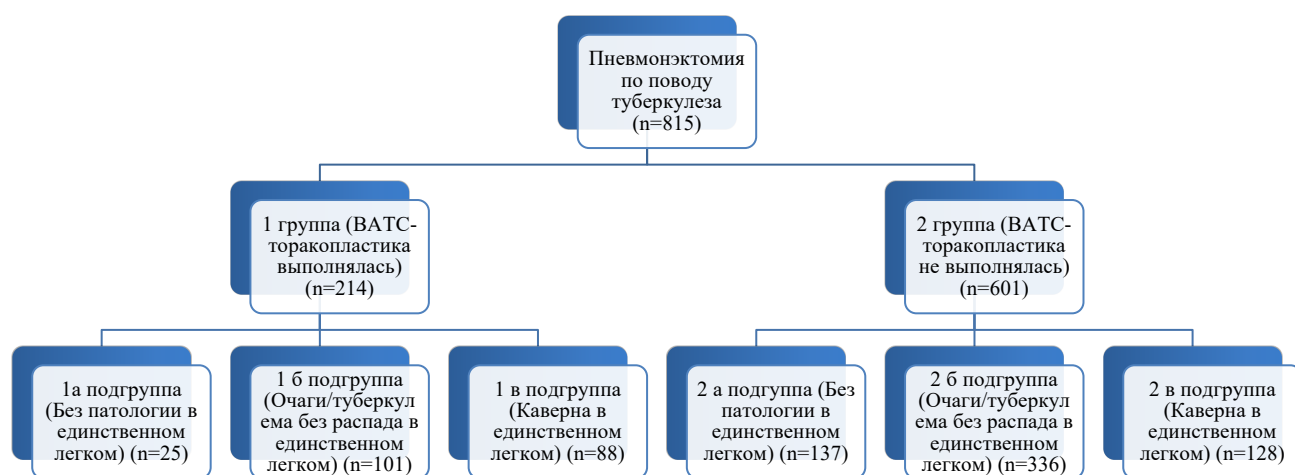 Пневмонэктомия
по поводу
туберкулеза
(n=815)
1 группа (ВАТС-
торакопластика
выполнялась)
(n=214)
2 группа (ВАТС-
торакопластика
не выполнялась)
(n=601)
1а подгруппа
(Без патологии в
единственном
легком) (n=25)
1 б подгруппа
(Очаги/туберкул
ема без распада в
единственном
легком) (n=101)
1 в подгруппа
(Каверна в
единственном
легком) (n=88)
2 а подгуппа (Без
патологии в
единственном
легком) (n=137)
2 б подгруппа
(Очаги/туберкул
ема без распада в
единственном
легком) (n=336)
2 в подгруппа
(Каверна в
единственном
легком) (n=128)